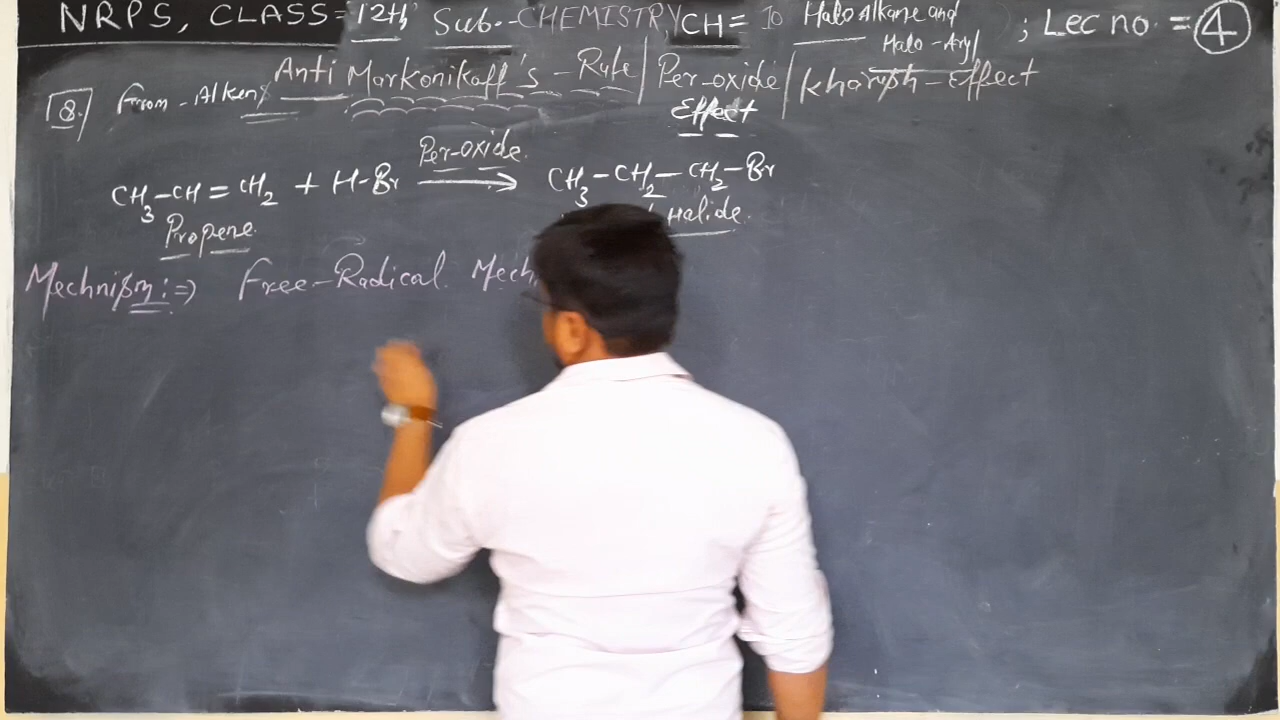 NRPS, CLASS= 12th Sub.- CHEMISTRY, CH= 10 Halo Alkane and ; Lec no. = 4
Halo-Aryl
8. From-Alkene Anti Markonikoff's-Rule/Per-oxide/kharash-Effect
Effect
CH3-CH=CH2 + H-Br Per-oxide CH3-CH2-CH2-Br
Propene Halide.
Mechnism:=> Free-Radical